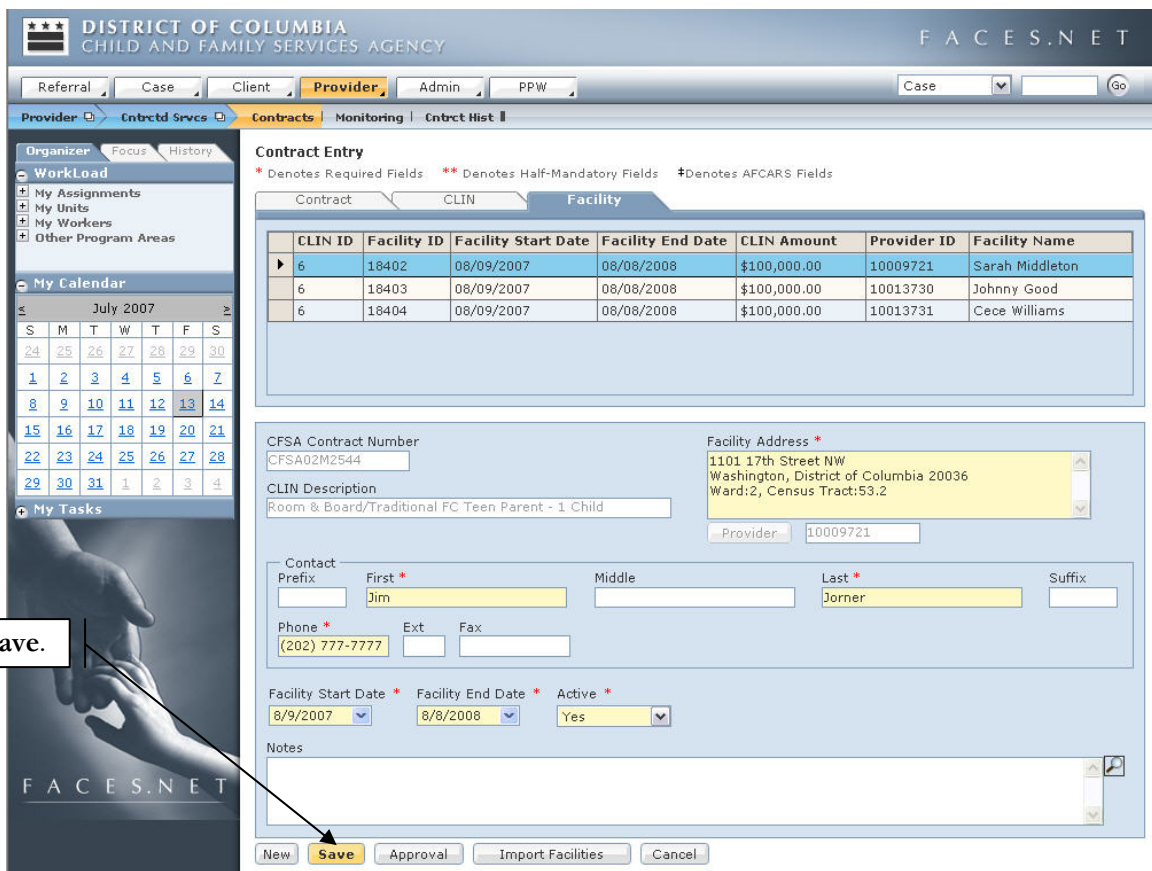 DISTRICT OF COLUMBIA
CHILD AND FAMILY SERVICES AGENCY
FACES.NET
Referral Case Client Provider Admin PPW Case Go
Provider Cntrctd Srvcs Contracts | Monitoring | Cntrct Hist
Organizer Focus History
WorkLoad
My Assignments
My Units
My Workers
Other Program Areas
My Calendar
< July 2007 >
S M T W T F S
24 25 26 27 28 29 30
1 2 3 4 5 6 7
8 9 10 11 12 13 14
15 16 17 18 19 20 21
22 23 24 25 26 27 28
29 30 31 1 2 3 4
My Tasks
ave.
FACES.NET
Contract Entry
* Denotes Required Fields ** Denotes Half-Mandatory Fields ‡Denotes AFCARS Fields
Contract CLIN Facility
CLIN ID Facility ID Facility Start Date Facility End Date CLIN Amount Provider ID Facility Name
6 18402 08/09/2007 08/08/2008 $100,000.00 10009721 Sarah Middleton
6 18403 08/09/2007 08/08/2008 $100,000.00 10013730 Johnny Good
6 18404 08/09/2007 08/08/2008 $100,000.00 10013731 Cece Williams
CFSA Contract Number
CFSA02M2544
CLIN Description
Room & Board/Traditional FC Teen Parent - 1 Child
Facility Address *
1101 17th Street NW
Washington, District of Columbia 20036
Ward:2, Census Tract:53.2
Provider 10009721
Contact
Prefix First * Middle Last * Suffix
Jim Jorner
Phone * Ext Fax
(202) 777-7777
Facility Start Date * Facility End Date * Active *
8/9/2007 8/8/2008 Yes
Notes
New Save Approval Import Facilities Cancel